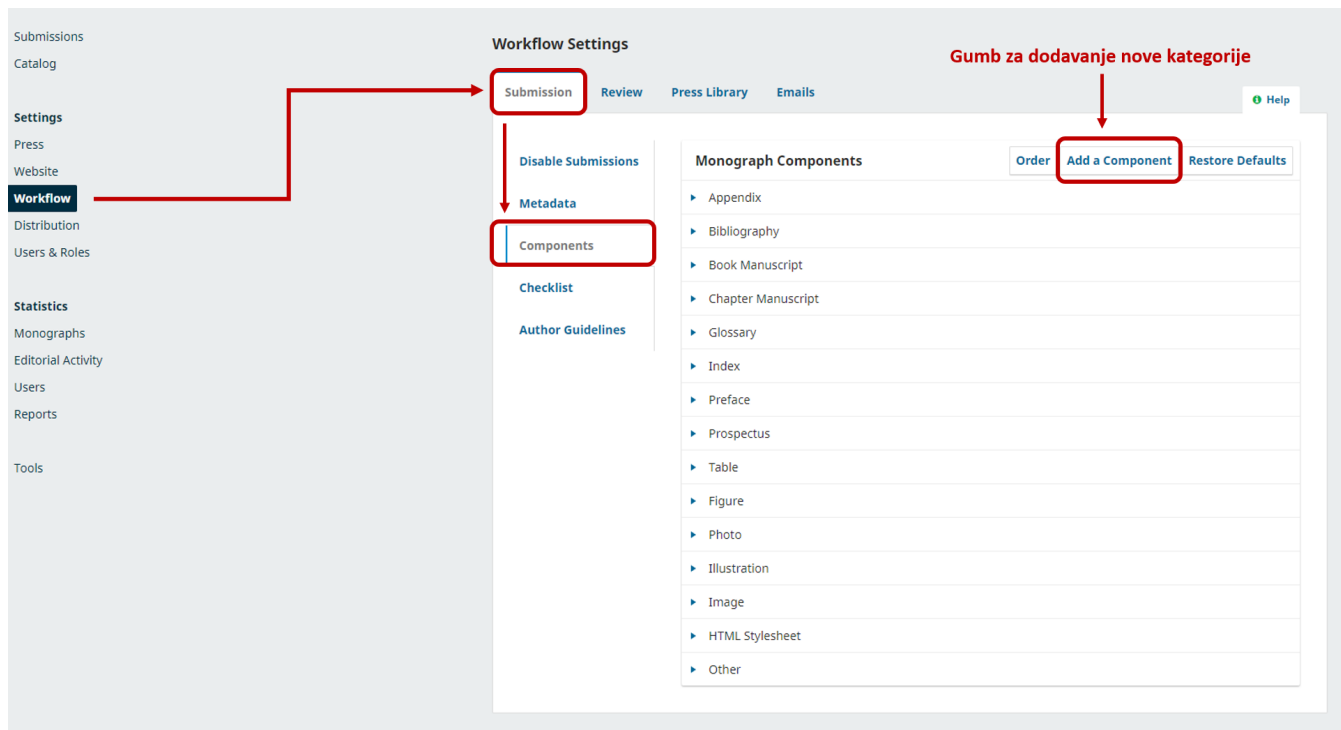 Submissions
Catalog
Settings
Press
Website
Workflow
Distribution
Users & Roles
Statistics
Monographs
Editorial Activity
Users
Reports
Tools
Workflow Settings
Gumb za dodavanje nove kategorije
Submission Review Press Library Emails
Help
Disable Submissions
Metadata
Components
Checklist
Author Guidelines
Monograph Components Order Add a Component Restore Defaults
Appendix
Bibliography
Book Manuscript
Chapter Manuscript
Glossary
Index
Preface
Prospectus
Table
Figure
Photo
Illustration
Image
HTML Stylesheet
Other